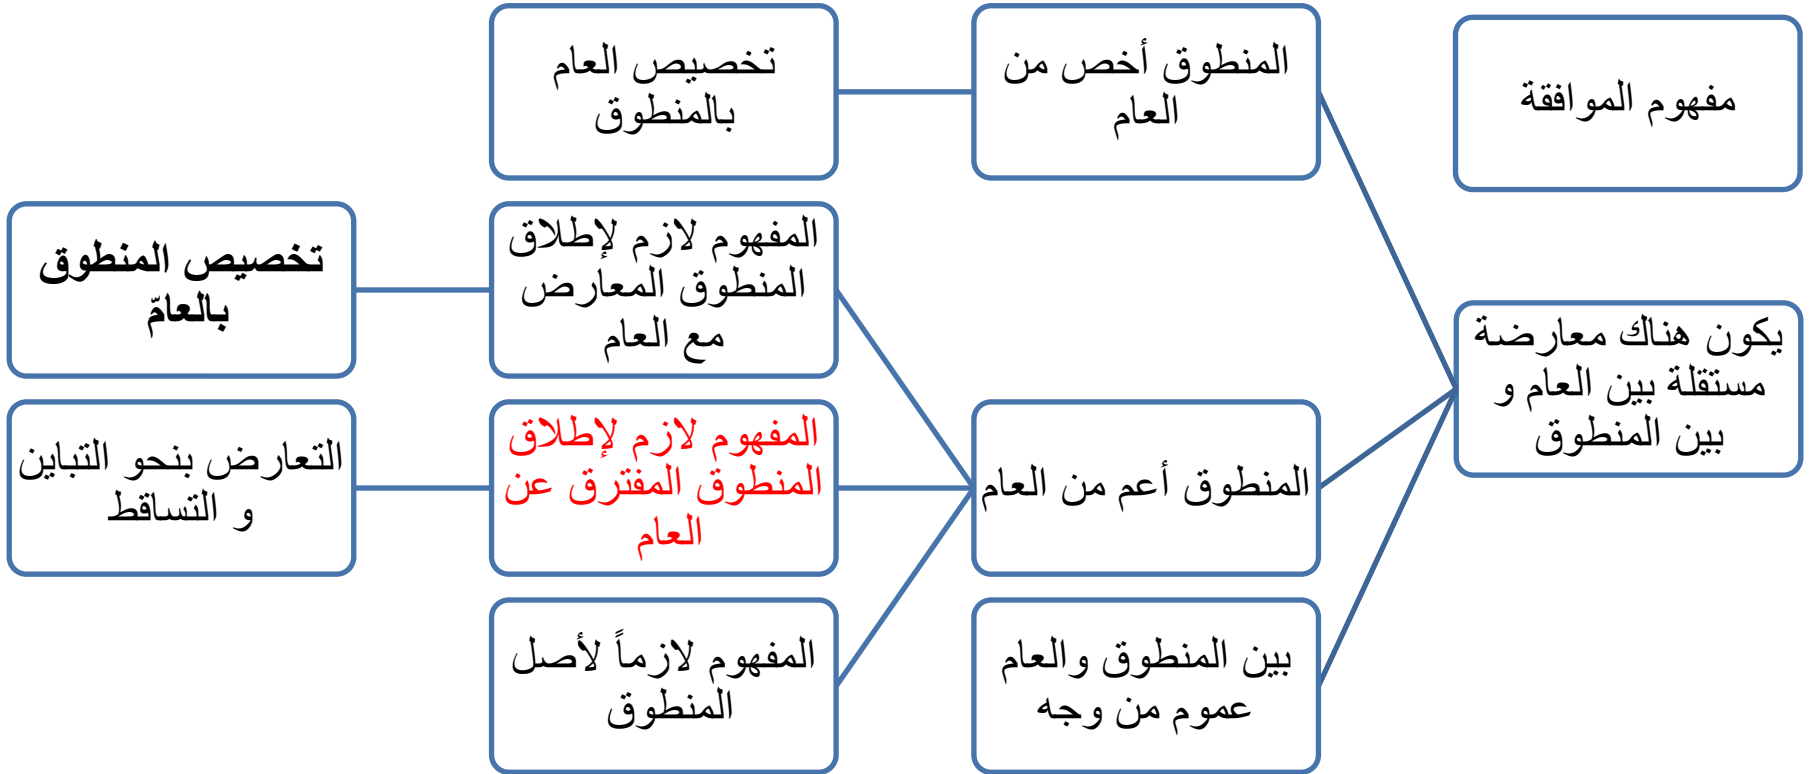 مفهوم الموافقة
يكون هناك معارضة
مستقلة بين العام و
بين المنطوق
المنطوق أخص من
العام
تخصيص العام
بالمنطوق
المنطوق أعم من العام
المفهوم لازم لإطلاق
المنطوق المعارض
مع العام
تخصيص المنطوق
بالعامّ
المفهوم لازم لإطلاق
المنطوق المفترق عن
العام
التعارض بنحو التباين
و التساقط
المفهوم لازماً لأصل
المنطوق
بين المنطوق والعام
عموم من وجه